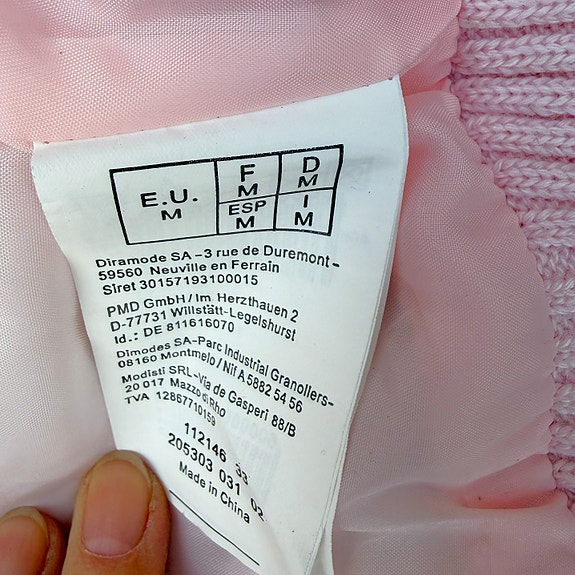 E.U. F D
M M M
ESP I
M M
Diramode SA-3 rue de Duremont-
59560 Neuville en Ferrain
Siret 30157193100015
PMD GmbH/Im Herzthauen 2
D-77731 Willstätt-Legelshurst
Id.: DE 811616070
Dimodes SA-Parc Industrial Granollers-
08160 Montmelo/Nif A 5882 54 56
Modisti SRL-Via de Gasperi 88/B
20 017 Mazzo di Rho
TVA 12867710159
112146 33
205303 031 02
Made in China